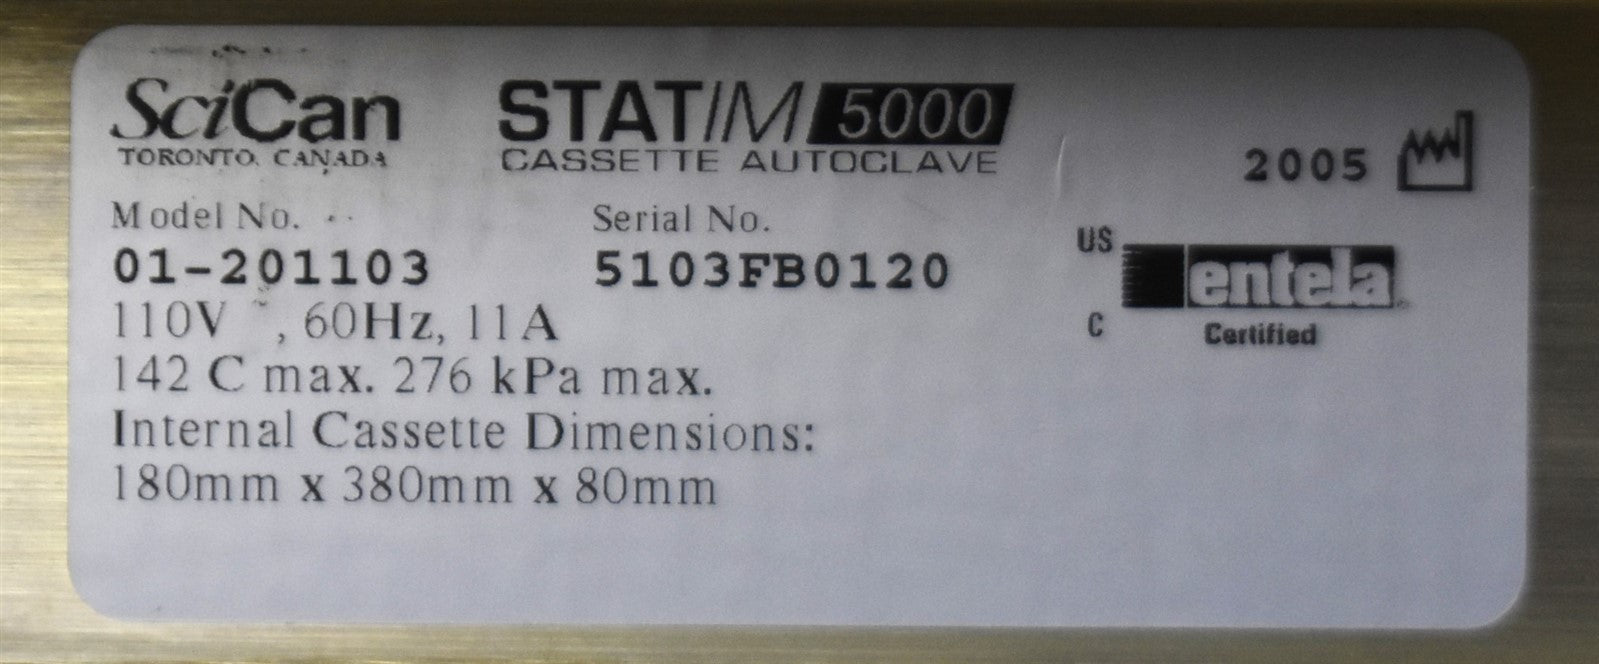 SciCan
TORONTO, CANADA
STATIM 5000
CASSETTE AUTOCLAVE
2005
Model No.
01-201103
Serial No.
5103FB0120
US
C
entela
Certified
110V ~, 60Hz, 11A
142 C max. 276 kPa max.
Internal Cassette Dimensions:
180mm x 380mm x 80mm